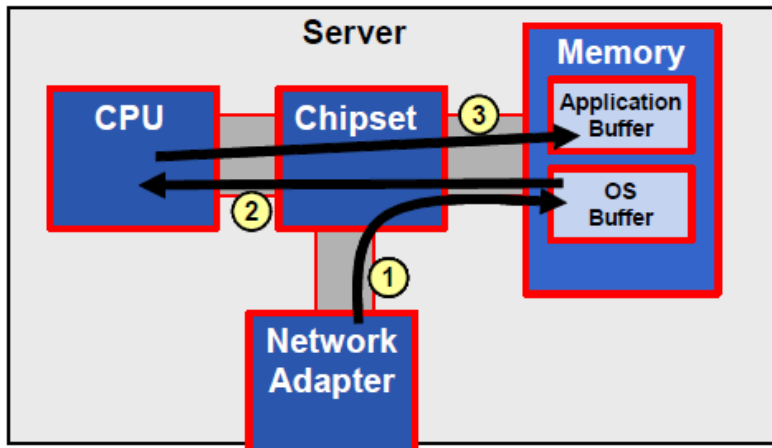 Server
Memory
CPU
Chipset
3
Application
Buffer
2
OS
Buffer
1
Network
Adapter